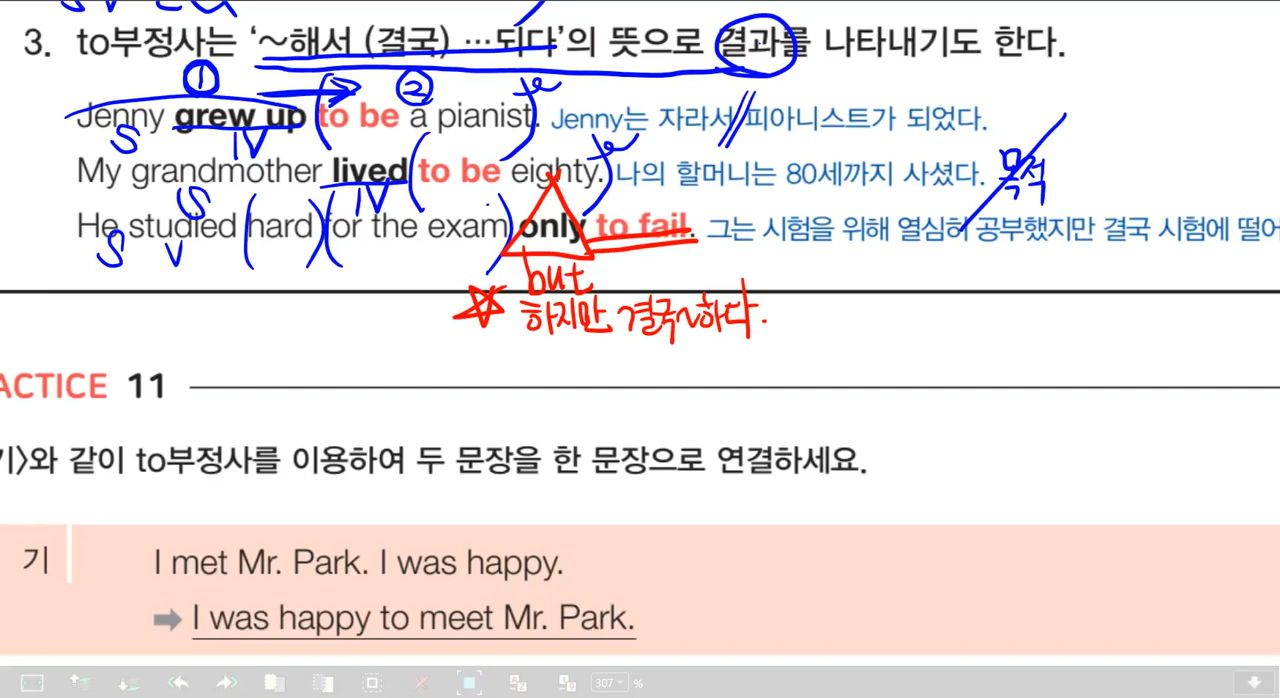 3. to부정사는 ‘~해서 (결국) …되다’의 뜻으로 결과를 나타내기도 한다.
① ②
Jenny grew up to be a pianist. Jenny는 자라서 피아니스트가 되었다.
S IV
My grandmother lived to be eighty. 나의 할머니는 80세까지 사셨다. 목적
S IV
He studied hard for the exam only to fail. 그는 시험을 위해 열심히 공부했지만 결국 시험에 떨어
S V
but
하지만 결국~하다.
ACTICE 11
기>와 같이 to부정사를 이용하여 두 문장을 한 문장으로 연결하세요.
기 I met Mr. Park. I was happy.
➡ I was happy to meet Mr. Park.
307 %